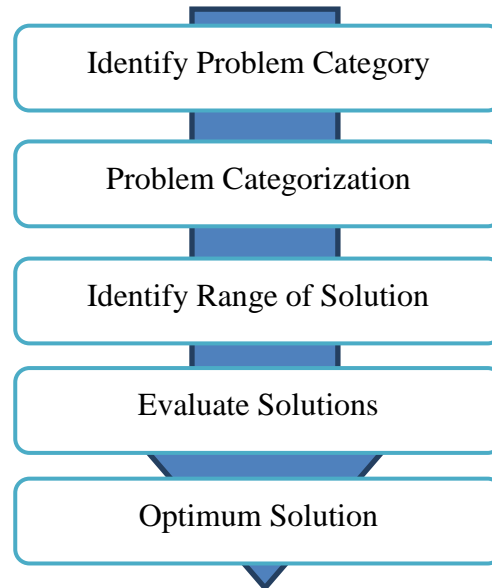 Identify Problem Category
Problem Categorization
Identify Range of Solution
Evaluate Solutions
Optimum Solution